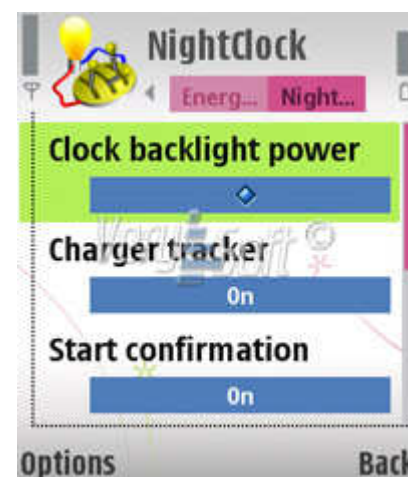 NightClock
Energ... Night...
Clock backlight power
Charger tracker
On
Start confirmation
On
Options Back